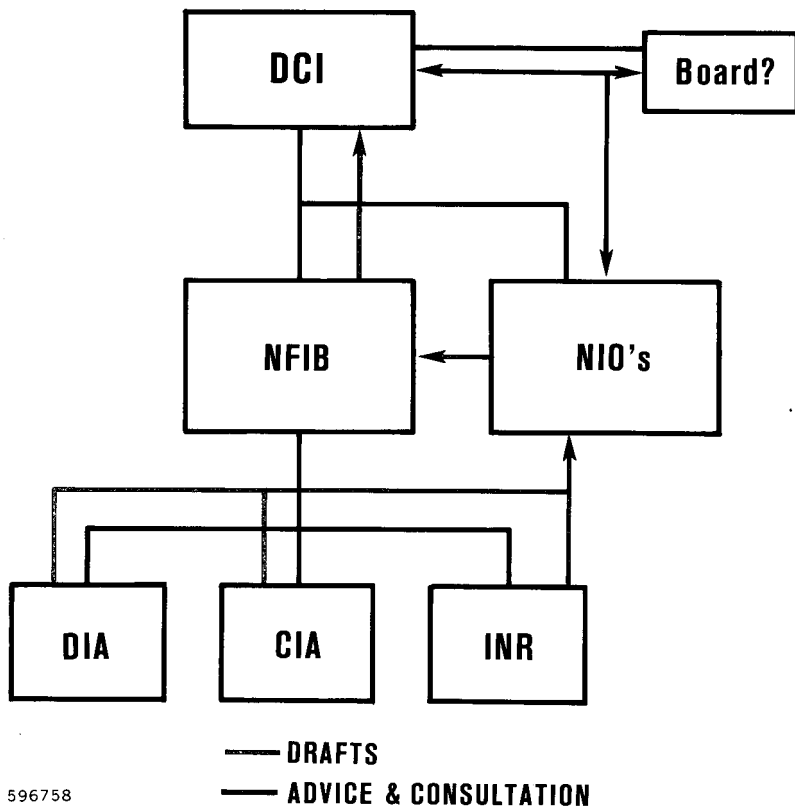 DCI
Board?
NFIB
NIO's
DIA
CIA
INR
DRAFTS
596758
ADVICE & CONSULTATION